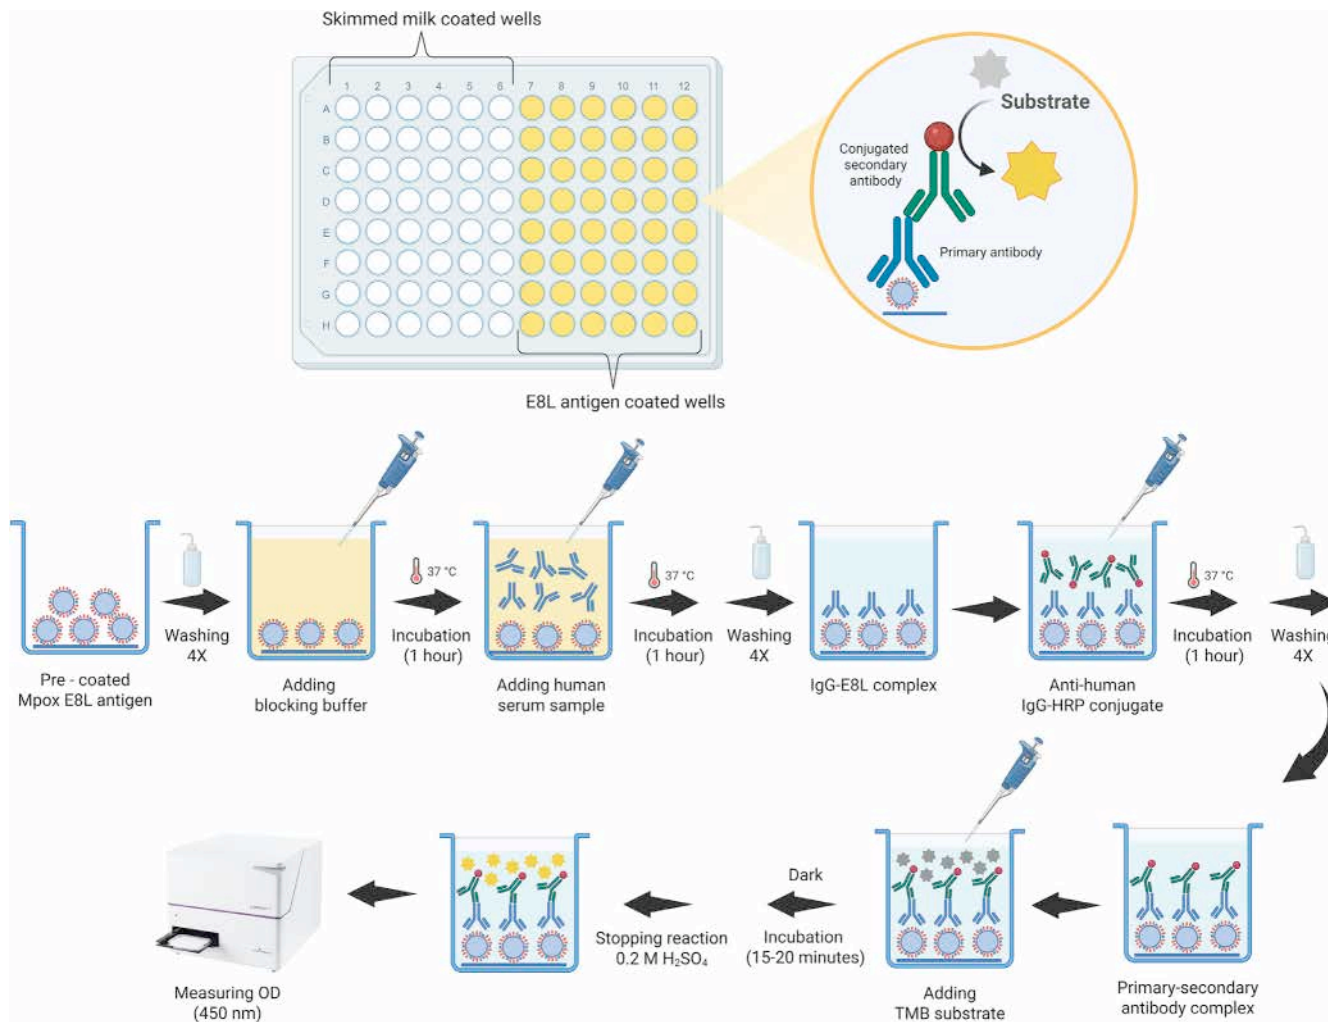 Skimmed milk coated wells
1 2 3 4 5 6 7 8 9 10 11 12
A
B
C
D
E
F
G
H
E8L antigen coated wells
Substrate
Conjugated
secondary
antibody
Primary antibody
Pre - coated
Mpox E8L antigen
Washing
4X
Adding
blocking buffer
37 °C
Incubation
(1 hour)
Adding human
serum sample
37 °C
Incubation
(1 hour)
Washing
4X
IgG-E8L complex
Anti-human
IgG-HRP conjugate
37 °C
Incubation
(1 hour)
Washing
4X
Primary-secondary
antibody complex
Adding
TMB substrate
Dark
Incubation
(15-20 minutes)
Stopping reaction
0.2 M H₂SO₄
Measuring OD
(450 nm)